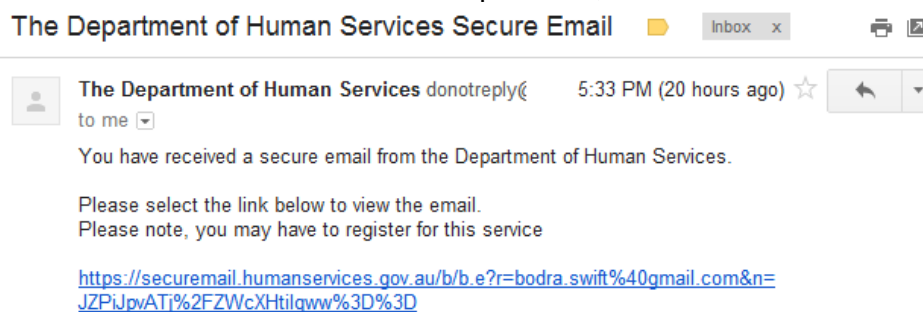 The Department of Human Services Secure Email
Inbox x
The Department of Human Services donotreply@ 5:33 PM (20 hours ago)
to me
You have received a secure email from the Department of Human Services.
Please select the link below to view the email.
Please note, you may have to register for this service
https://securemail.humanservices.gov.au/b/b.e?r=bodra.swift%40gmail.com&n=
JZPiJpvATj%2FZWcXHtilqww%3D%3D